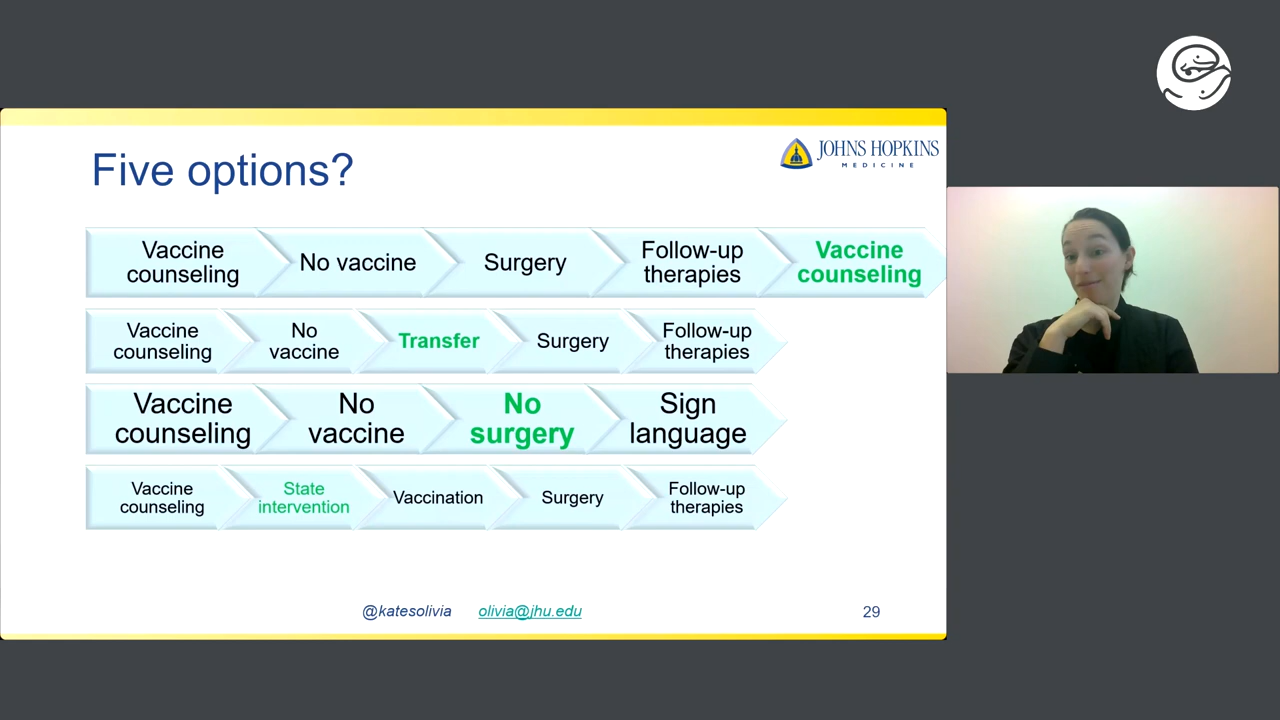 Five options?
JOHNS HOPKINS
MEDICINE
Vaccine
counseling
No vaccine
Surgery
Follow-up
therapies
Vaccine
counseling
Vaccine
counseling
No
vaccine
Transfer
Surgery
Follow-up
therapies
Vaccine
counseling
No
vaccine
No
surgery
Sign
language
Vaccine
counseling
State
intervention
Vaccination
Surgery
Follow-up
therapies
@katesolivia olivia@jhu.edu 29